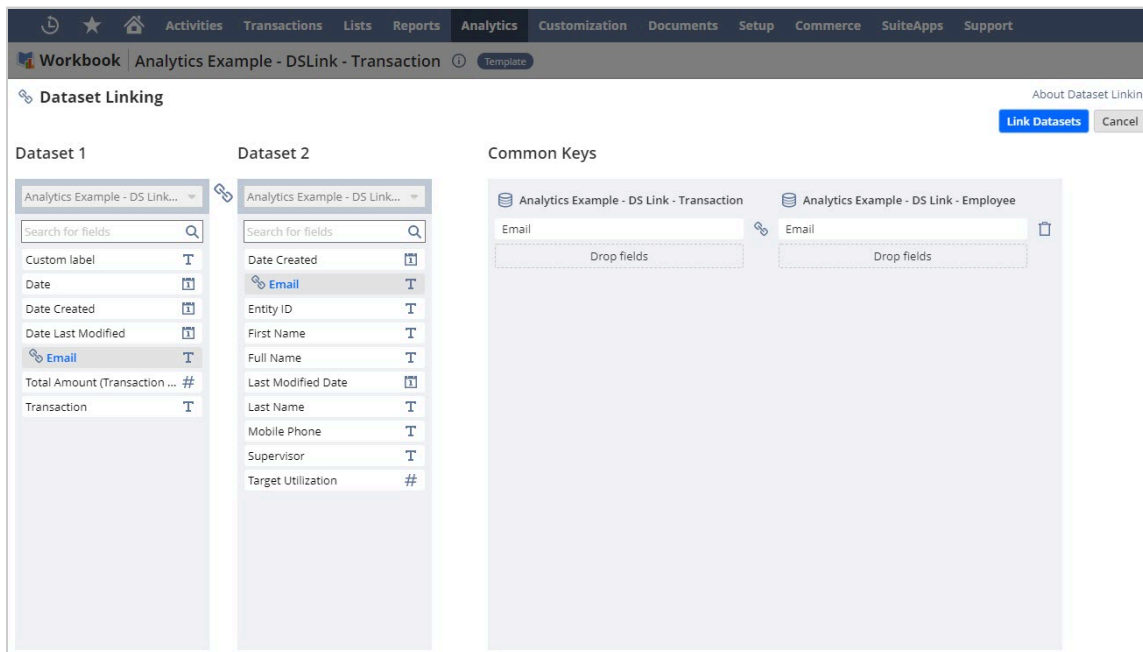 Activities Transactions Lists Reports Analytics Customization Documents Setup Commerce SuiteApps Support
Workbook Analytics Example - DSLink - Transaction Template
Dataset Linking
About Dataset Linkin
Link Datasets Cancel
Dataset 1 Dataset 2 Common Keys
Analytics Example - DS Link... Analytics Example - DS Link...
Analytics Example - DS Link - Transaction Analytics Example - DS Link - Employee
Search for fields Search for fields
Email Email
Drop fields Drop fields
Custom label T
Date
Date Created
Date Last Modified
Email T
Total Amount (Transaction ... #
Transaction T
Date Created
Email T
Entity ID T
First Name T
Full Name T
Last Modified Date
Last Name T
Mobile Phone T
Supervisor T
Target Utilization #